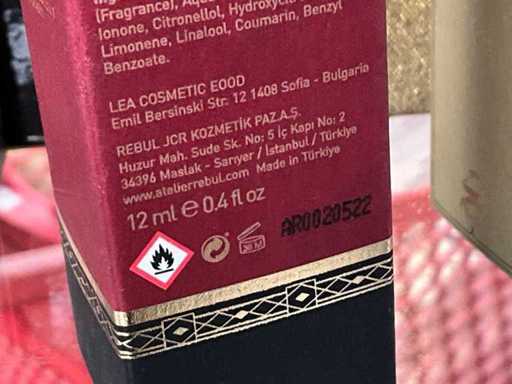 (Fragrance), Aqua
Ionone, Citronellol, Hydroxycit
Limonene, Linalool, Coumarin, Benzyl
Benzoate.
LEA COSMETIC EOOD
Emil Bersinski Str. 12 1408 Sofia - Bulgaria
REBUL JCR KOZMETİK PAZ.A.Ş.
Huzur Mah. Sude Sk. No: 5 İç Kapı No: 2
34396 Maslak - Sarıyer / İstanbul / Türkiye
www.atelierrebul.com Made in Türkiye
12 ml e 0.4 fl oz
AR0020522